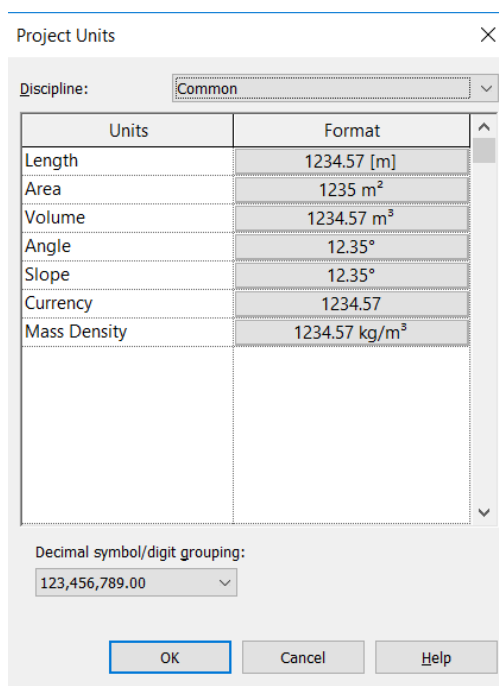 Project Units
Discipline: Common
Units Format
Length 1234.57 [m]
Area 1235 m²
Volume 1234.57 m³
Angle 12.35°
Slope 12.35°
Currency 1234.57
Mass Density 1234.57 kg/m³
Decimal symbol/digit grouping:
123,456,789.00
OK Cancel Help